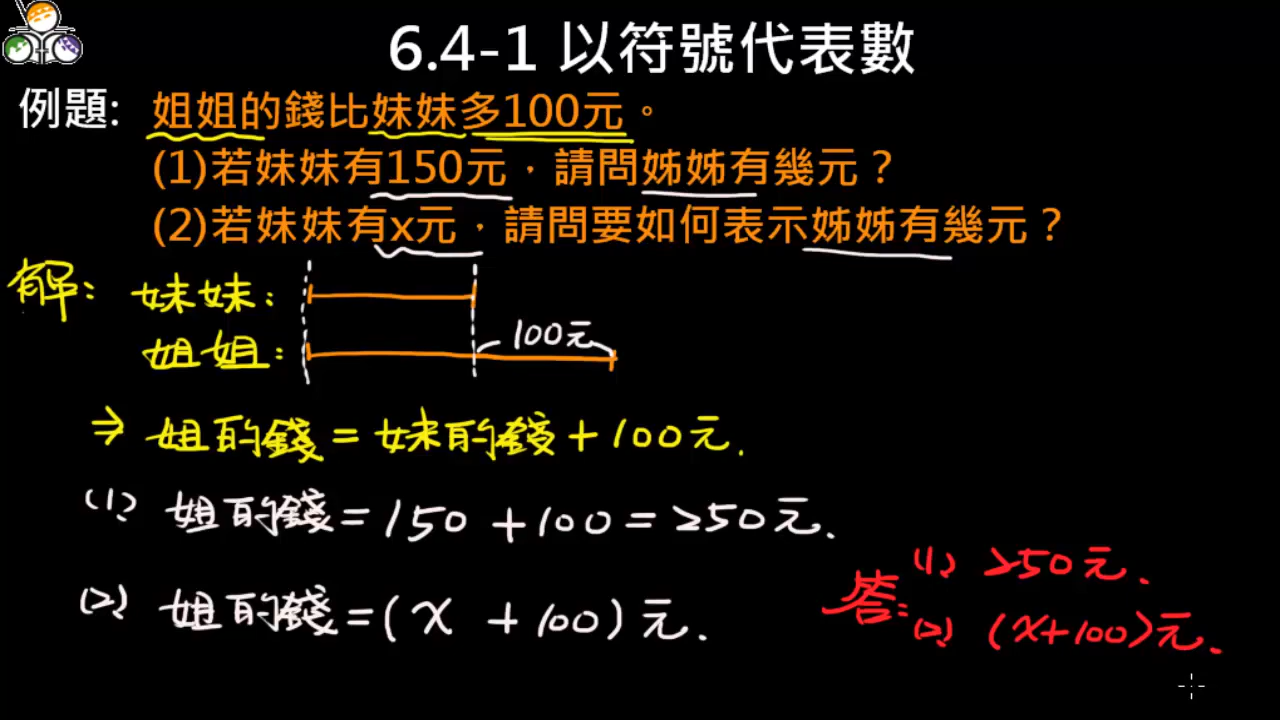 6.4-1 以符號代表數
例題: 姐姐的錢比妹妹多100元。
(1)若妹妹有150元，請問姊姊有幾元？
(2)若妹妹有x元，請問要如何表示姊姊有幾元？
解: 妹妹:
100元
姐姐:
⇒ 姐的錢=妹的錢+100元.
(1) 姐的錢=150+100=250元.
(2) 姐的錢=(x+100)元.
答: (1) 250元.
(2) (x+100)元.